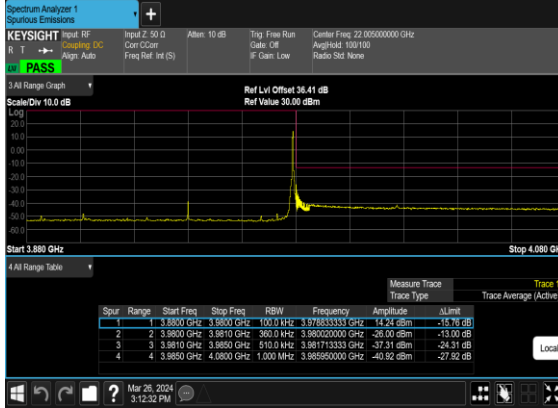 Spectrum Analyzer 1
Spurious Emissions
+
KEYSIGHT Input: RF Input Z: 50 Ω Atten: 10 dB Trig: Free Run Center Freq: 22.005000000 GHz
R T Coupling: DC Corr CCorr Gate: Off Avg|Hold: 100/100
Align: Auto Freq Ref: Int (S) IF Gain: Low Radio Std: None
PASS
3 All Range Graph
Ref Lvl Offset 36.41 dB
Scale/Div 10.0 dB Ref Value 30.00 dBm
Log
20.0
10.0
0.00
-10.0
-20.0
-30.0
-40.0
-50.0
-60.0
Start 3.880 GHz Stop 4.080 GH
4 All Range Table
Measure Trace Trace 1
Trace Type Trace Average (Active
Spur Range Start Freq Stop Freq RBW Frequency Amplitude ΔLimit
1 1 3.8800 GHz 3.9800 GHz 100.0 kHz 3.978833333 GHz 14.24 dBm -15.76 dB
2 2 3.9800 GHz 3.9810 GHz 360.0 kHz 3.980020000 GHz -26.00 dBm -13.00 dB
3 3 3.9810 GHz 3.9850 GHz 510.0 kHz 3.981713333 GHz -37.31 dBm -24.31 dB
4 4 3.9850 GHz 4.0800 GHz 1.000 MHz 3.985950000 GHz -40.92 dBm -27.92 dB
Local
?
Mar 26, 2024
3:12:32 PM